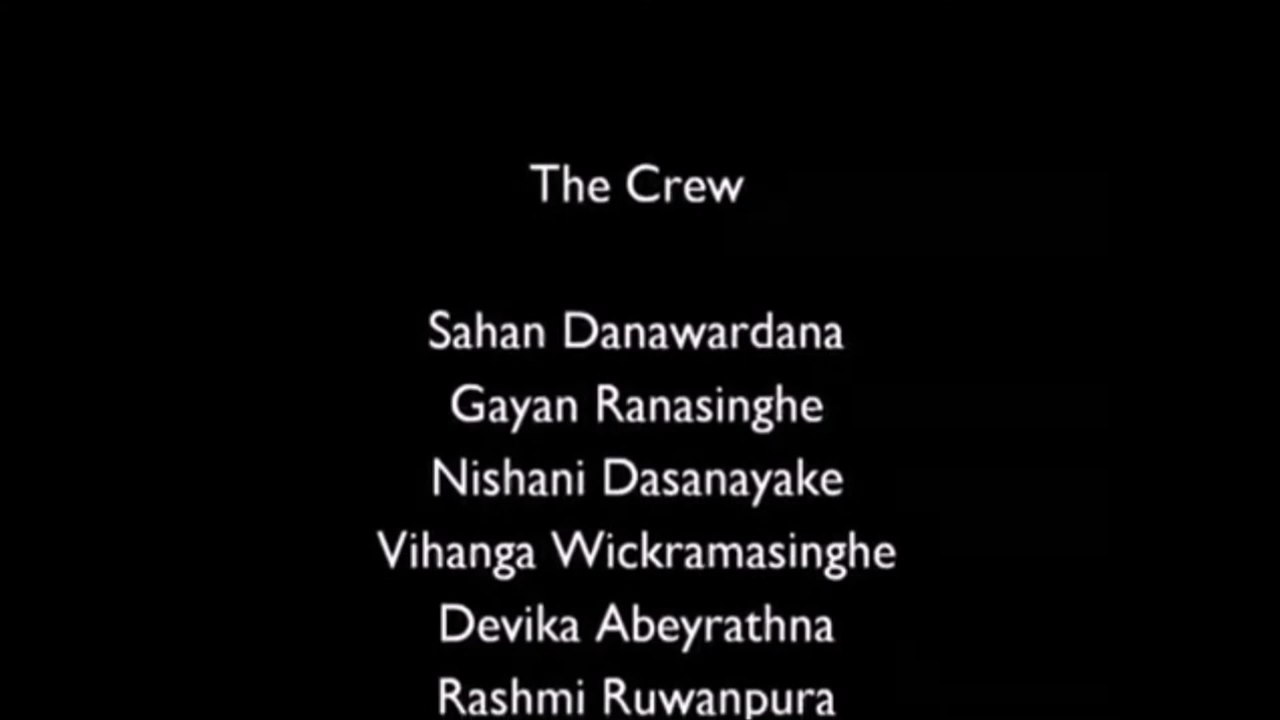 The Crew
Sahan Danawardana
Gayan Ranasinghe
Nishani Dasanayake
Vihanga Wickramasinghe
Devika Abeyrathna
Rashmi Ruwanpura